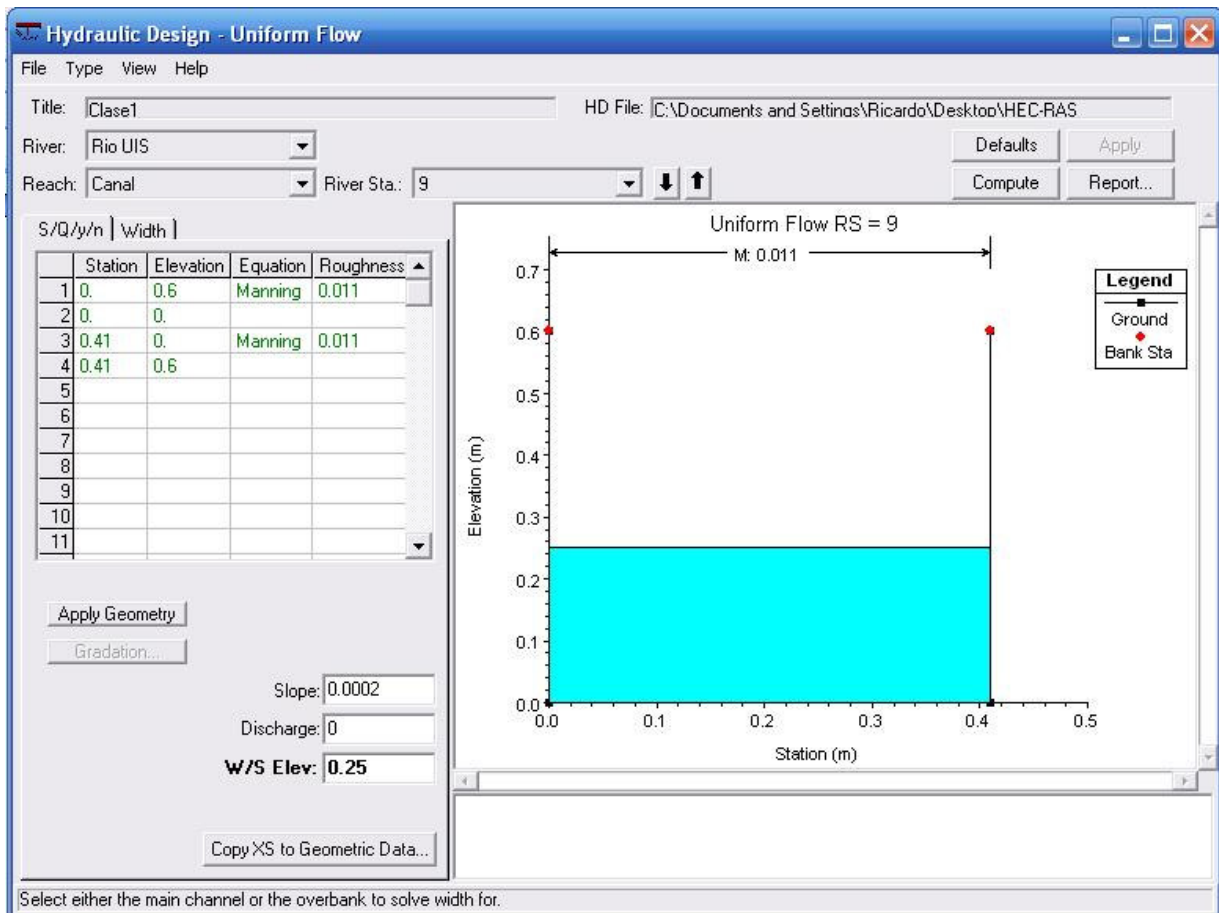 Hydraulic Design - Uniform Flow
File Type View Help
Title: Clase1 HD File: C:\Documents and Settings\Ricardo\Desktop\HEC-RAS
River: Rio UIS Defaults Apply
Reach: Canal River Sta.: 9 Compute Report...
S/Q/y/n Width
Station Elevation Equation Roughness
1 0. 0.6 Manning 0.011
2 0. 0.
3 0.41 0. Manning 0.011
4 0.41 0.6
5
6
7
8
9
10
11
Apply Geometry
Gradation...
Slope: 0.0002
Discharge: 0
W/S Elev: 0.25
Copy XS to Geometric Data...
Uniform Flow RS = 9
M: 0.011
0.7
0.6
0.5
0.4
0.3
0.2
0.1
0.0
Elevation (m)
0.0 0.1 0.2 0.3 0.4 0.5
Station (m)
Legend
Ground
Bank Sta
Select either the main channel or the overbank to solve width for.